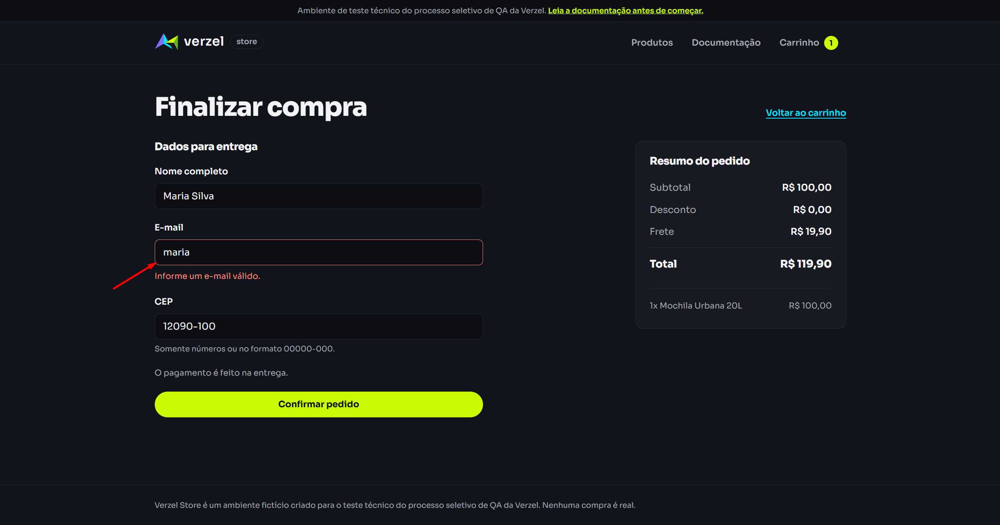 Ambiente de teste técnico do processo seletivo de QA da Verzel. Leia a documentação antes de começar.
verzel store
Produtos Documentação Carrinho 1
Finalizar compra
Voltar ao carrinho
Dados para entrega
Nome completo
Maria Silva
E-mail
maria
Informe um e-mail válido.
CEP
12090-100
Somente números ou no formato 00000-000.
O pagamento é feito na entrega.
Confirmar pedido
Resumo do pedido
Subtotal R$ 100,00
Desconto R$ 0,00
Frete R$ 19,90
Total R$ 119,90
1x Mochila Urbana 20L R$ 100,00
Verzel Store é um ambiente fictício criado para o teste técnico do processo seletivo de QA da Verzel. Nenhuma compra é real.